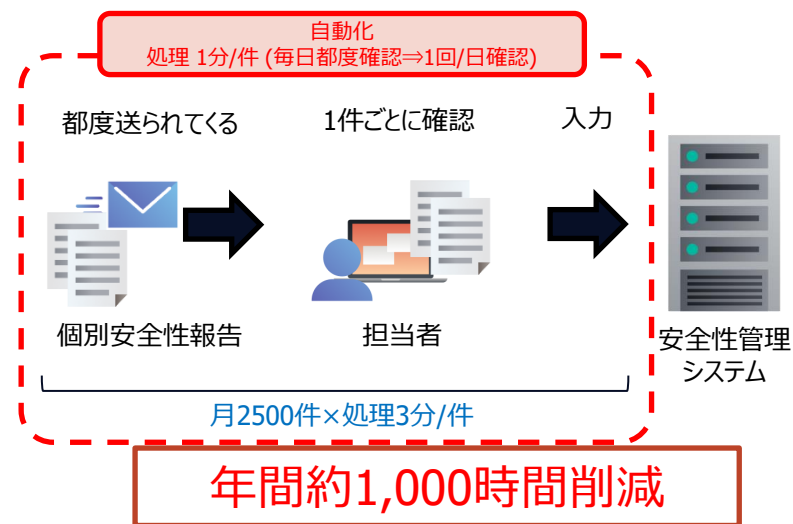 自動化
処理 1分/件 (毎日都度確認⇒1回/日確認)
都度送られてくる
1件ごとに確認
入力
個別安全性報告
担当者
安全性管理
システム
月2500件×処理3分/件
年間約1,000時間削減